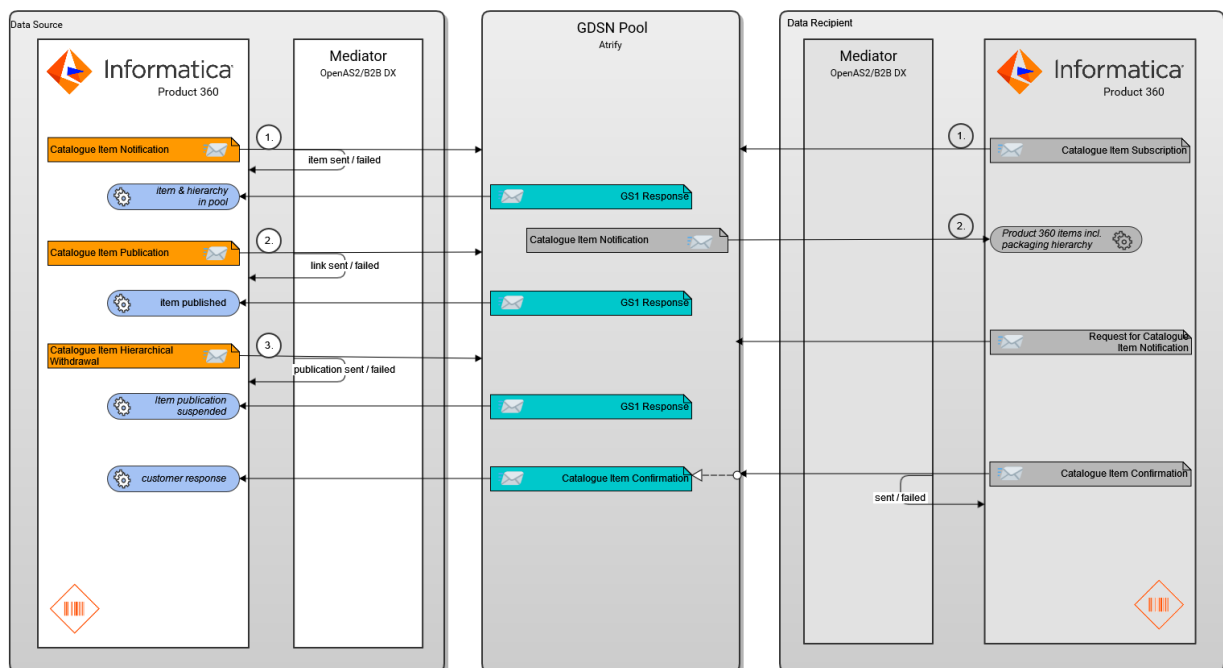 Data Source
GDSN Pool
Atrify
Data Recipient
Informatica
Product 360
Mediator
OpenAS2/B2B DX
Mediator
OpenAS2/B2B DX
Informatica
Product 360
Catalogue Item Notification
1.
item sent / failed
1.
Catalogue Item Subscription
item & hierarchy
in pool
GS1 Response
Catalogue Item Publication
2.
link sent / failed
Catalogue Item Notification
2.
Product 360 items incl.
packaging hierarchy
item published
GS1 Response
Catalogue Item Hierarchical
Withdrawal
3.
publication sent / failed
Request for Catalogue
Item Notification
Item publication
suspended
GS1 Response
customer response
Catalogue Item Confirmation
Catalogue Item Confirmation
sent / failed